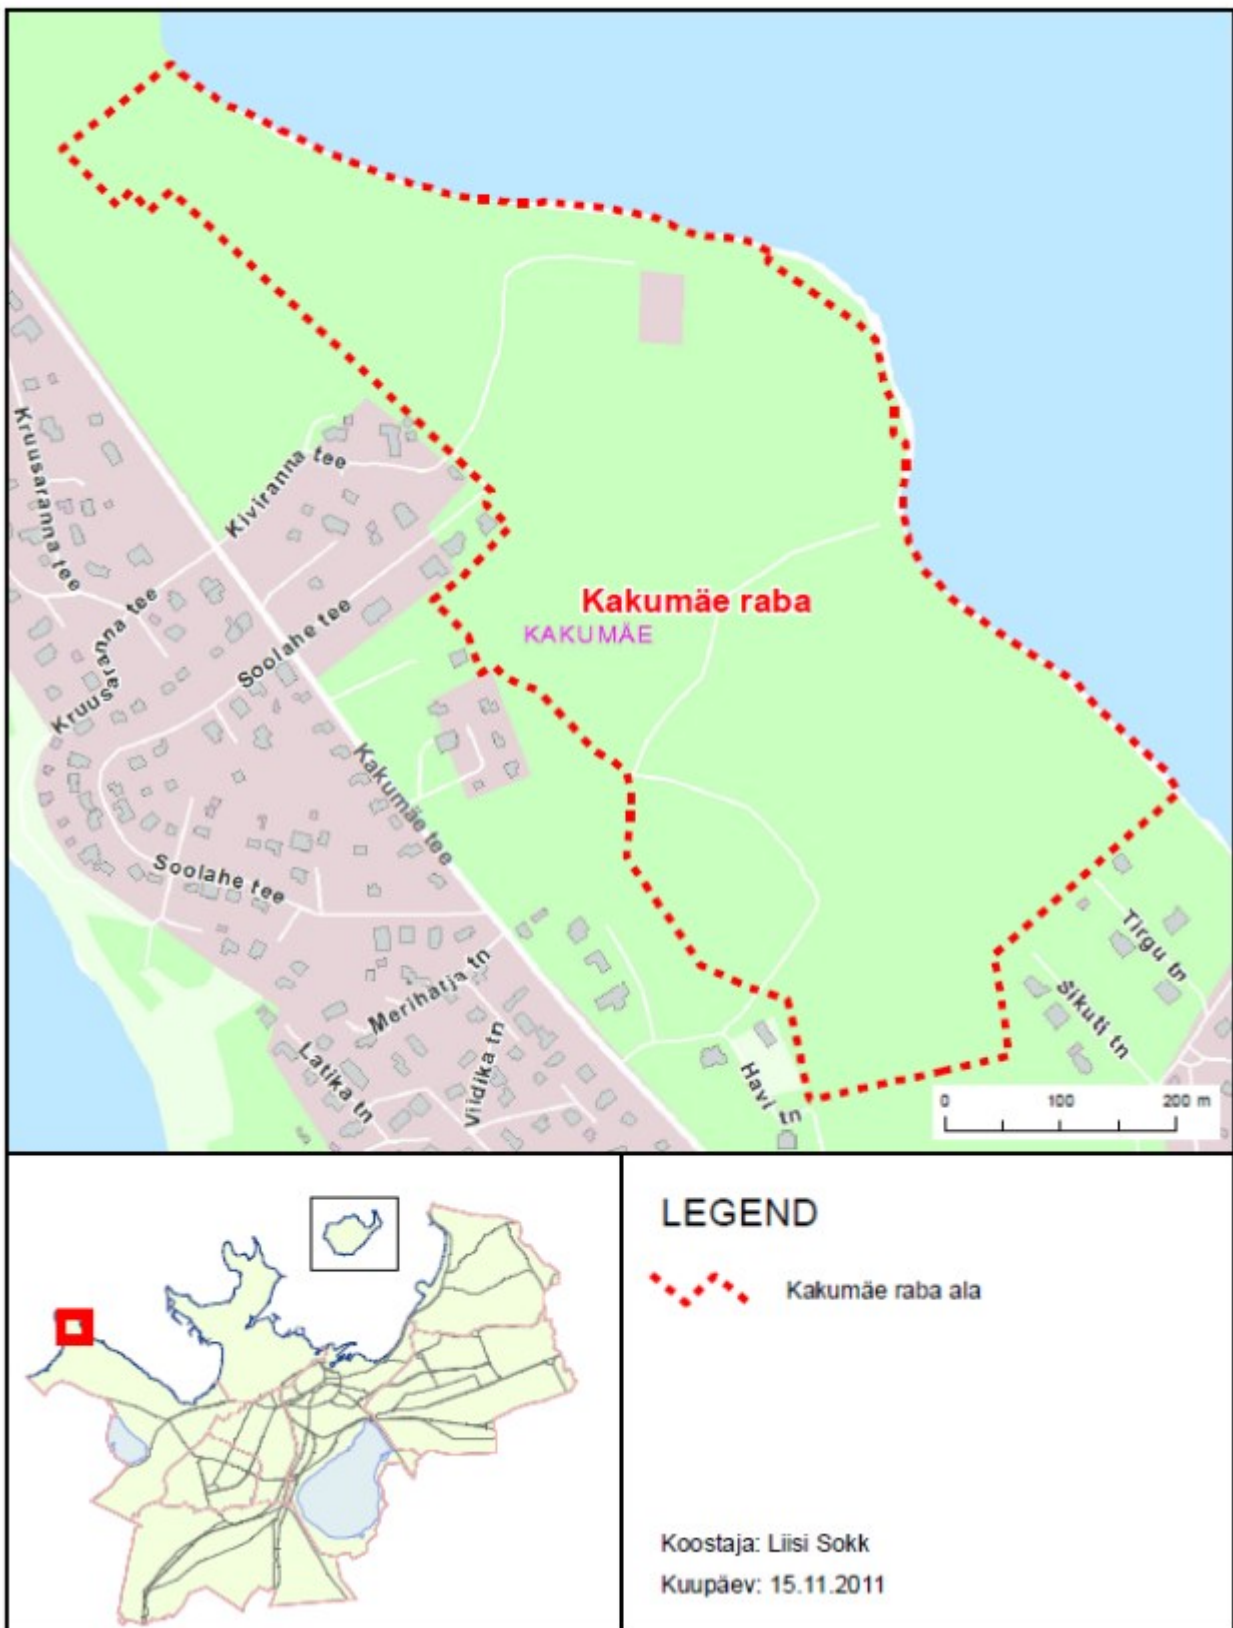 Kruusaranna tee
Kiviranna tee
Kruusaranna tee
Soolahe tee
Kakumäe raba
KAKUMÄE
Kakumäe tee
Soolahe tee
Merihatja tn
Latika tn
Viidika tn
Havi tn
Tirgu tn
Sikuti tn
0 100 200 m
LEGEND
Kakumäe raba ala
Koostaja: Liisi Sokk
Kuupäev: 15.11.2011